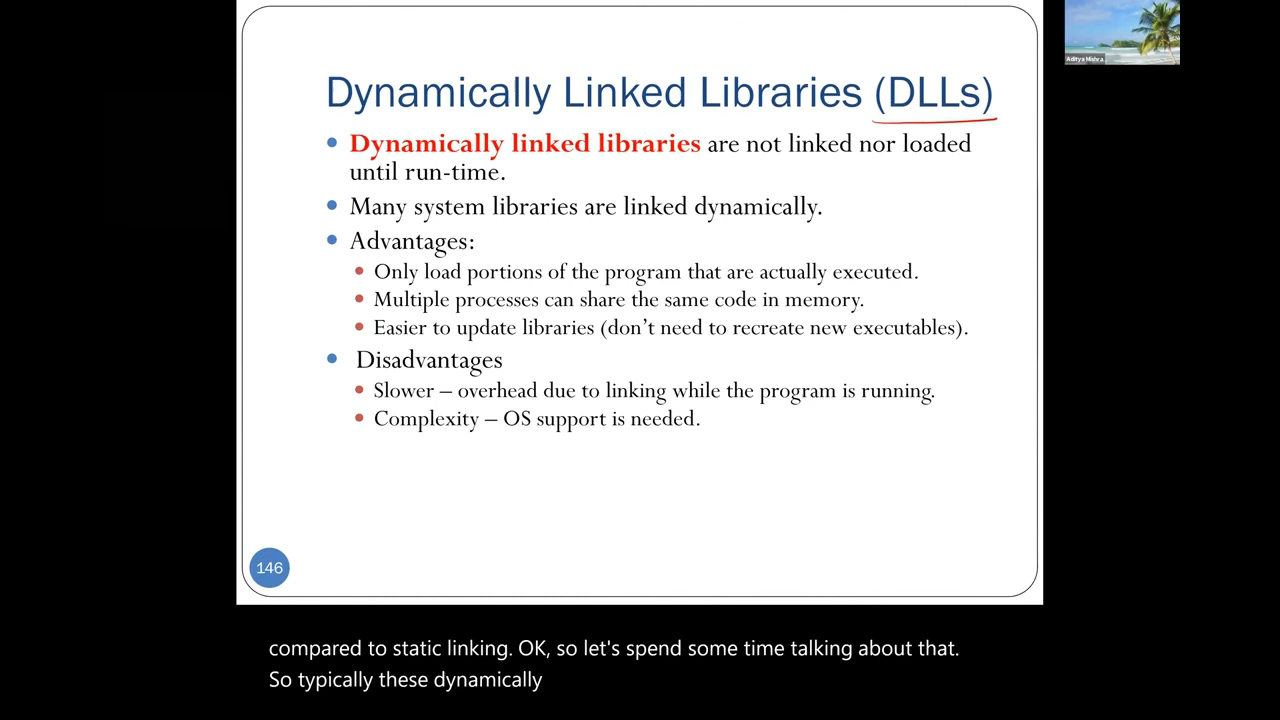 Dynamically Linked Libraries (DLLs)
Aditya Mishra
Dynamically linked libraries are not linked nor loaded
until run-time.
Many system libraries are linked dynamically.
Advantages:
Only load portions of the program that are actually executed.
Multiple processes can share the same code in memory.
Easier to update libraries (don't need to recreate new executables).
Disadvantages
Slower – overhead due to linking while the program is running.
Complexity – OS support is needed.
146
compared to static linking. OK, so let's spend some time talking about that.
So typically these dynamically